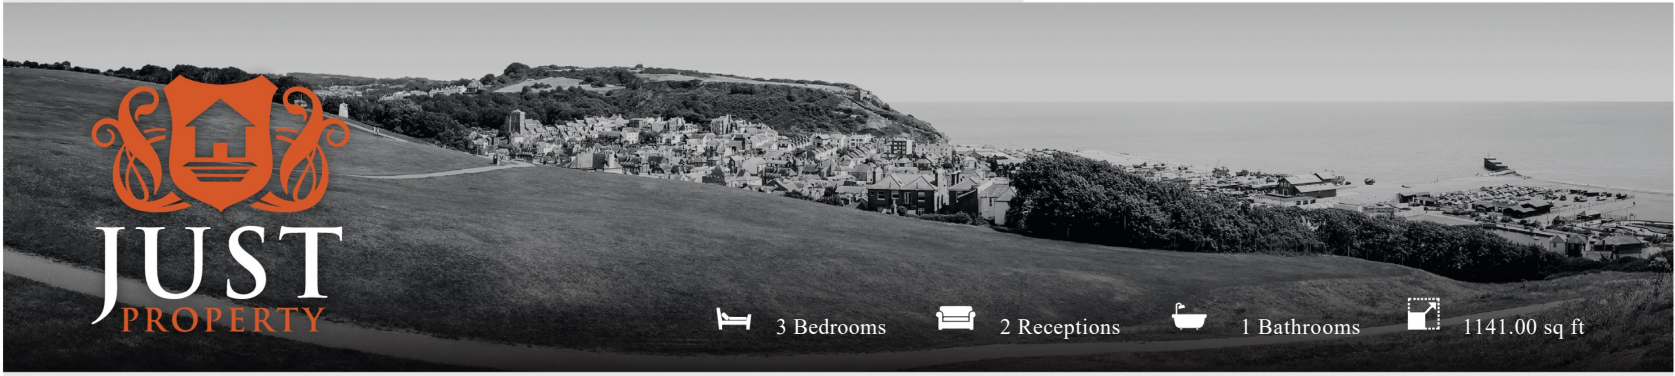 JUST
PROPERTY
3 Bedrooms
2 Receptions
1 Bathrooms
1141.00 sq ft